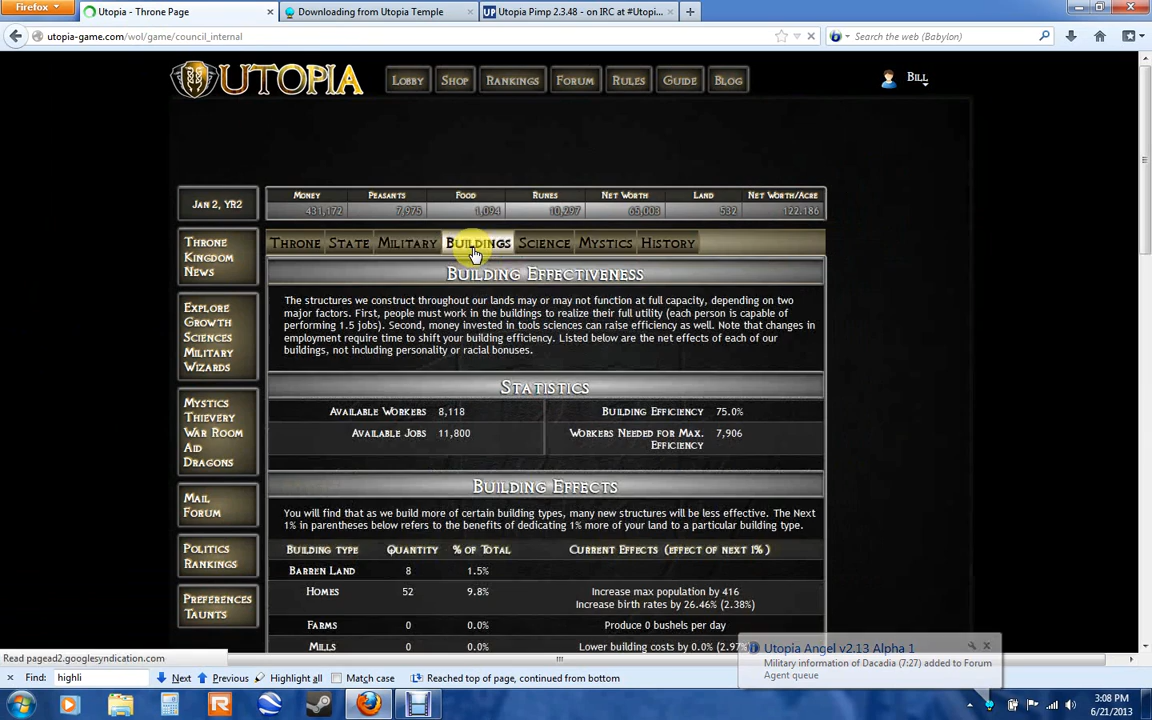 Firefox
Utopia - Throne Page
Downloading from Utopia Temple
UP Utopia Pimp 2.3.48 - on IRC at #Utopi...
utopia-game.com/wol/game/council_internal
Search the web (Babylon)
UTOPIA
LOBBY SHOP RANKINGS FORUM RULES GUIDE BLOG
BILL
JAN 2, YR2
MONEY PEASANTS FOOD RUNES NET WORTH LAND NET WORTH/ACRE
431,172 7,975 1,094 10,297 65,003 532 122.186
THRONE STATE MILITARY BUILDINGS SCIENCE MYSTICS HISTORY
THRONE
KINGDOM
NEWS
EXPLORE
GROWTH
SCIENCES
MILITARY
WIZARDS
MYSTICS
THIEVERY
WAR ROOM
AID
DRAGONS
MAIL
FORUM
POLITICS
RANKINGS
PREFERENCES
TAUNTS
BUILDING EFFECTIVENESS
The structures we construct throughout our lands may or may not function at full capacity, depending on two
major factors. First, people must work in the buildings to realize their full utility (each person is capable of
performing 1.5 jobs). Second, money invested in tools sciences can raise efficiency as well. Note that changes in
employment require time to shift your building efficiency. Listed below are the net effects of each of our
buildings, not including personality or racial bonuses.
STATISTICS
AVAILABLE WORKERS 8,118 BUILDING EFFICIENCY 75.0%
AVAILABLE JOBS 11,800 WORKERS NEEDED FOR MAX. 7,906
EFFICIENCY
BUILDING EFFECTS
You will find that as we build more of certain building types, many new structures will be less effective. The Next
1% in parentheses below refers to the benefits of dedicating 1% more of your land to a particular building type.
BUILDING TYPE QUANTITY % OF TOTAL CURRENT EFFECTS (EFFECT OF NEXT 1%)
BARREN LAND 8 1.5%
HOMES 52 9.8% Increase max population by 416
Increase birth rates by 26.46% (2.38%)
FARMS 0 0.0% Produce 0 bushels per day
MILLS 0 0.0% Lower building costs by 0.0% (2.97%
Utopia Angel v2.13 Alpha 1
Military information of Dacadia (7:27) added to Forum
Agent queue
Read pagead2.googlesyndication.com
Find: highli Next Previous Highlight all Match case Reached top of page, continued from bottom
3:08 PM
6/21/2013